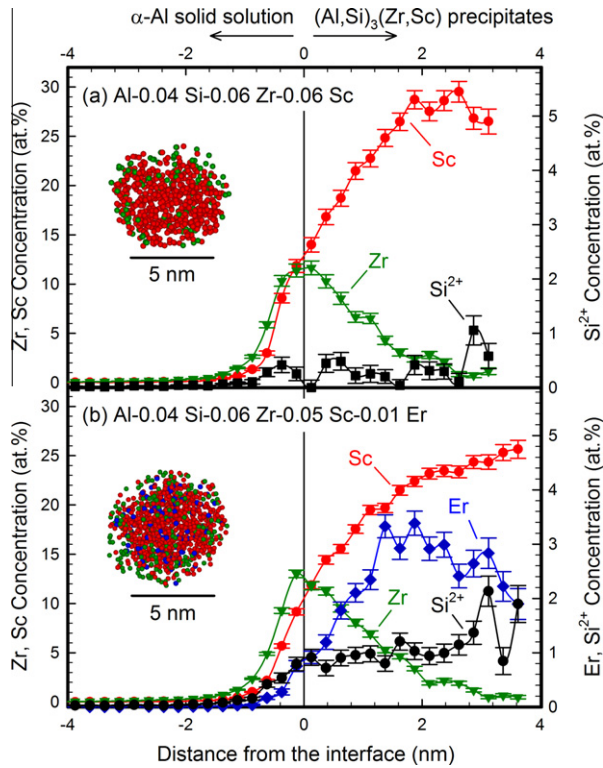 α-Al solid solution
(Al,Si)₃(Zr,Sc) precipitates
-4 -2 0 2 4
(a) Al-0.04 Si-0.06 Zr-0.06 Sc
Zr, Sc Concentration (at.%)
30
25
20
15
10
5
0
5 nm
Sc
Zr
Si²⁺
Si²⁺ Concentration (at.%)
5
4
3
2
1
0
(b) Al-0.04 Si-0.06 Zr-0.05 Sc-0.01 Er
Zr, Sc Concentration (at.%)
30
25
20
15
10
5
0
5 nm
Sc
Er
Si²⁺
Zr
Er, Si²⁺ Concentration (at.%)
5
4
3
2
1
0
-4 -2 0 2 4
Distance from the interface (nm)